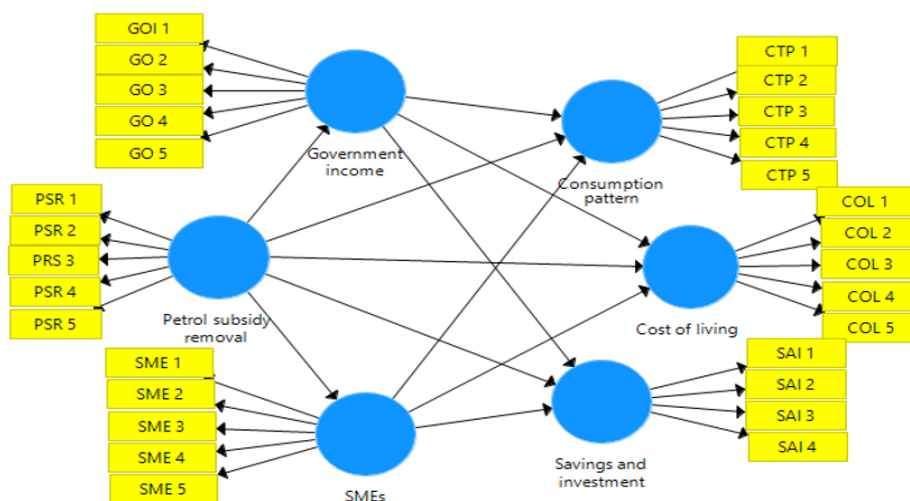 GOI 1
GO 2
GO 3
GO 4
GO 5
Government
income
CTP 1
CTP 2
CTP 3
CTP 4
CTP 5
Consumption
pattern
PSR 1
PSR 2
PRS 3
PSR 4
PSR 5
Petrol subsidy
removal
COL 1
COL 2
COL 3
COL 4
COL 5
Cost of living
SME 1
SME 2
SME 3
SME 4
SME 5
SMEs
SAI 1
SAI 2
SAI 3
SAI 4
Savings and
investment